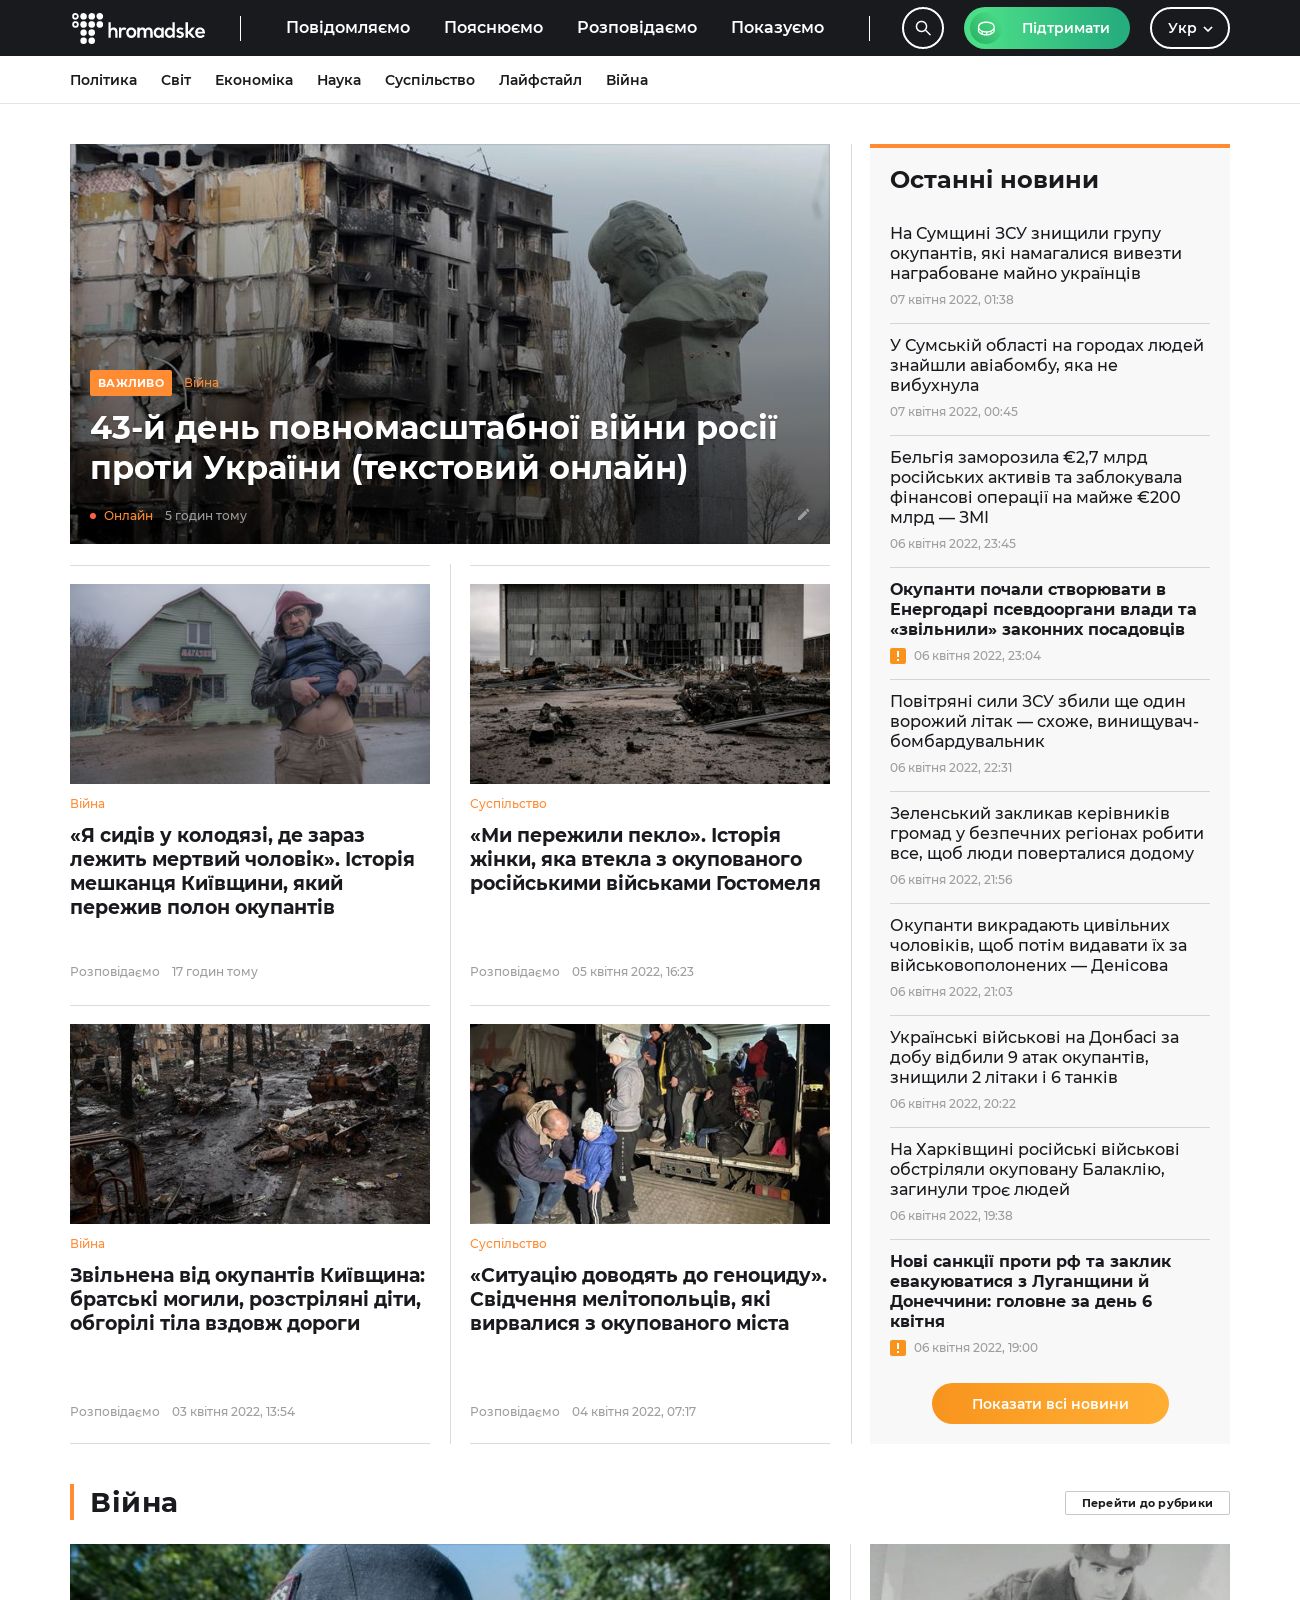 hromadske
Повідомляємо Пояснюємо Розповідаємо Показуємо
Підтримати
Укр
Політика Світ Економіка Наука Суспільство Лайфстайл Війна
ВАЖЛИВО Війна
43-й день повномасштабної війни росії
проти України (текстовий онлайн)
Онлайн 5 годин тому
МАГАЗИН
Війна
«Я сидів у колодязі, де зараз
лежить мертвий чоловік». Історія
мешканця Київщини, який
пережив полон окупантів
Розповідаємо 17 годин тому
Суспільство
«Ми пережили пекло». Історія
жінки, яка втекла з окупованого
російськими військами Гостомеля
Розповідаємо 05 квітня 2022, 16:23
Війна
Звільнена від окупантів Київщина:
братські могили, розстріляні діти,
обгорілі тіла вздовж дороги
Розповідаємо 03 квітня 2022, 13:54
Суспільство
«Ситуацію доводять до геноциду».
Свідчення мелітопольців, які
вирвалися з окупованого міста
Розповідаємо 04 квітня 2022, 07:17
Останні новини
На Сумщині ЗСУ знищили групу
окупантів, які намагалися вивезти
награбоване майно українців
07 квітня 2022, 01:38
У Сумській області на городах людей
знайшли авіабомбу, яка не
вибухнула
07 квітня 2022, 00:45
Бельгія заморозила €2,7 млрд
російських активів та заблокувала
фінансові операції на майже €200
млрд — ЗМІ
06 квітня 2022, 23:45
Окупанти почали створювати в
Енергодарі псевдооргани влади та
«звільнили» законних посадовців
06 квітня 2022, 23:04
Повітряні сили ЗСУ збили ще один
ворожий літак — схоже, винищувач-
бомбардувальник
06 квітня 2022, 22:31
Зеленський закликав керівників
громад у безпечних регіонах робити
все, щоб люди поверталися додому
06 квітня 2022, 21:56
Окупанти викрадають цивільних
чоловіків, щоб потім видавати їх за
військовополонених — Денісова
06 квітня 2022, 21:03
Українські військові на Донбасі за
добу відбили 9 атак окупантів,
знищили 2 літаки і 6 танків
06 квітня 2022, 20:22
На Харківщині російські військові
обстріляли окуповану Балаклію,
загинули троє людей
06 квітня 2022, 19:38
Нові санкції проти рф та заклик
евакуюватися з Луганщини й
Донеччини: головне за день 6
квітня
06 квітня 2022, 19:00
Показати всі новини
Війна
Перейти до рубрики